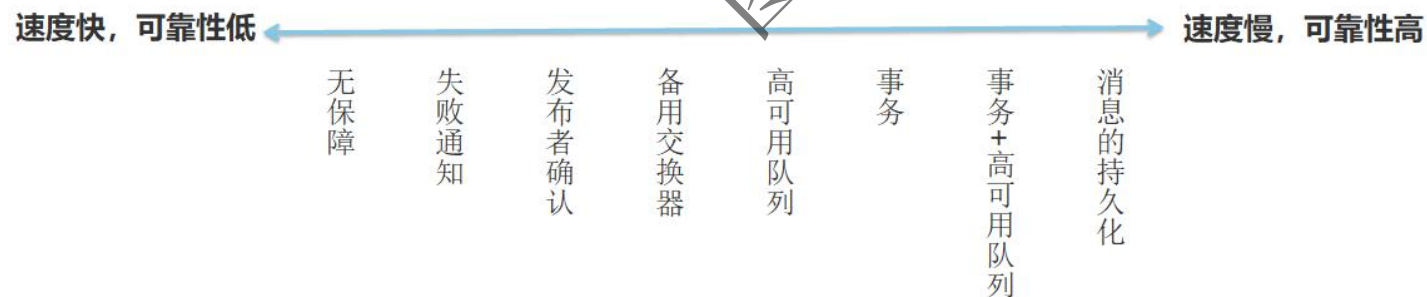 速度快，可靠性低
速度慢，可靠性高
无保障
失败通知
发布者确认
备用交换器
高可用队列
事务
事务+高可用队列
消息的持久化